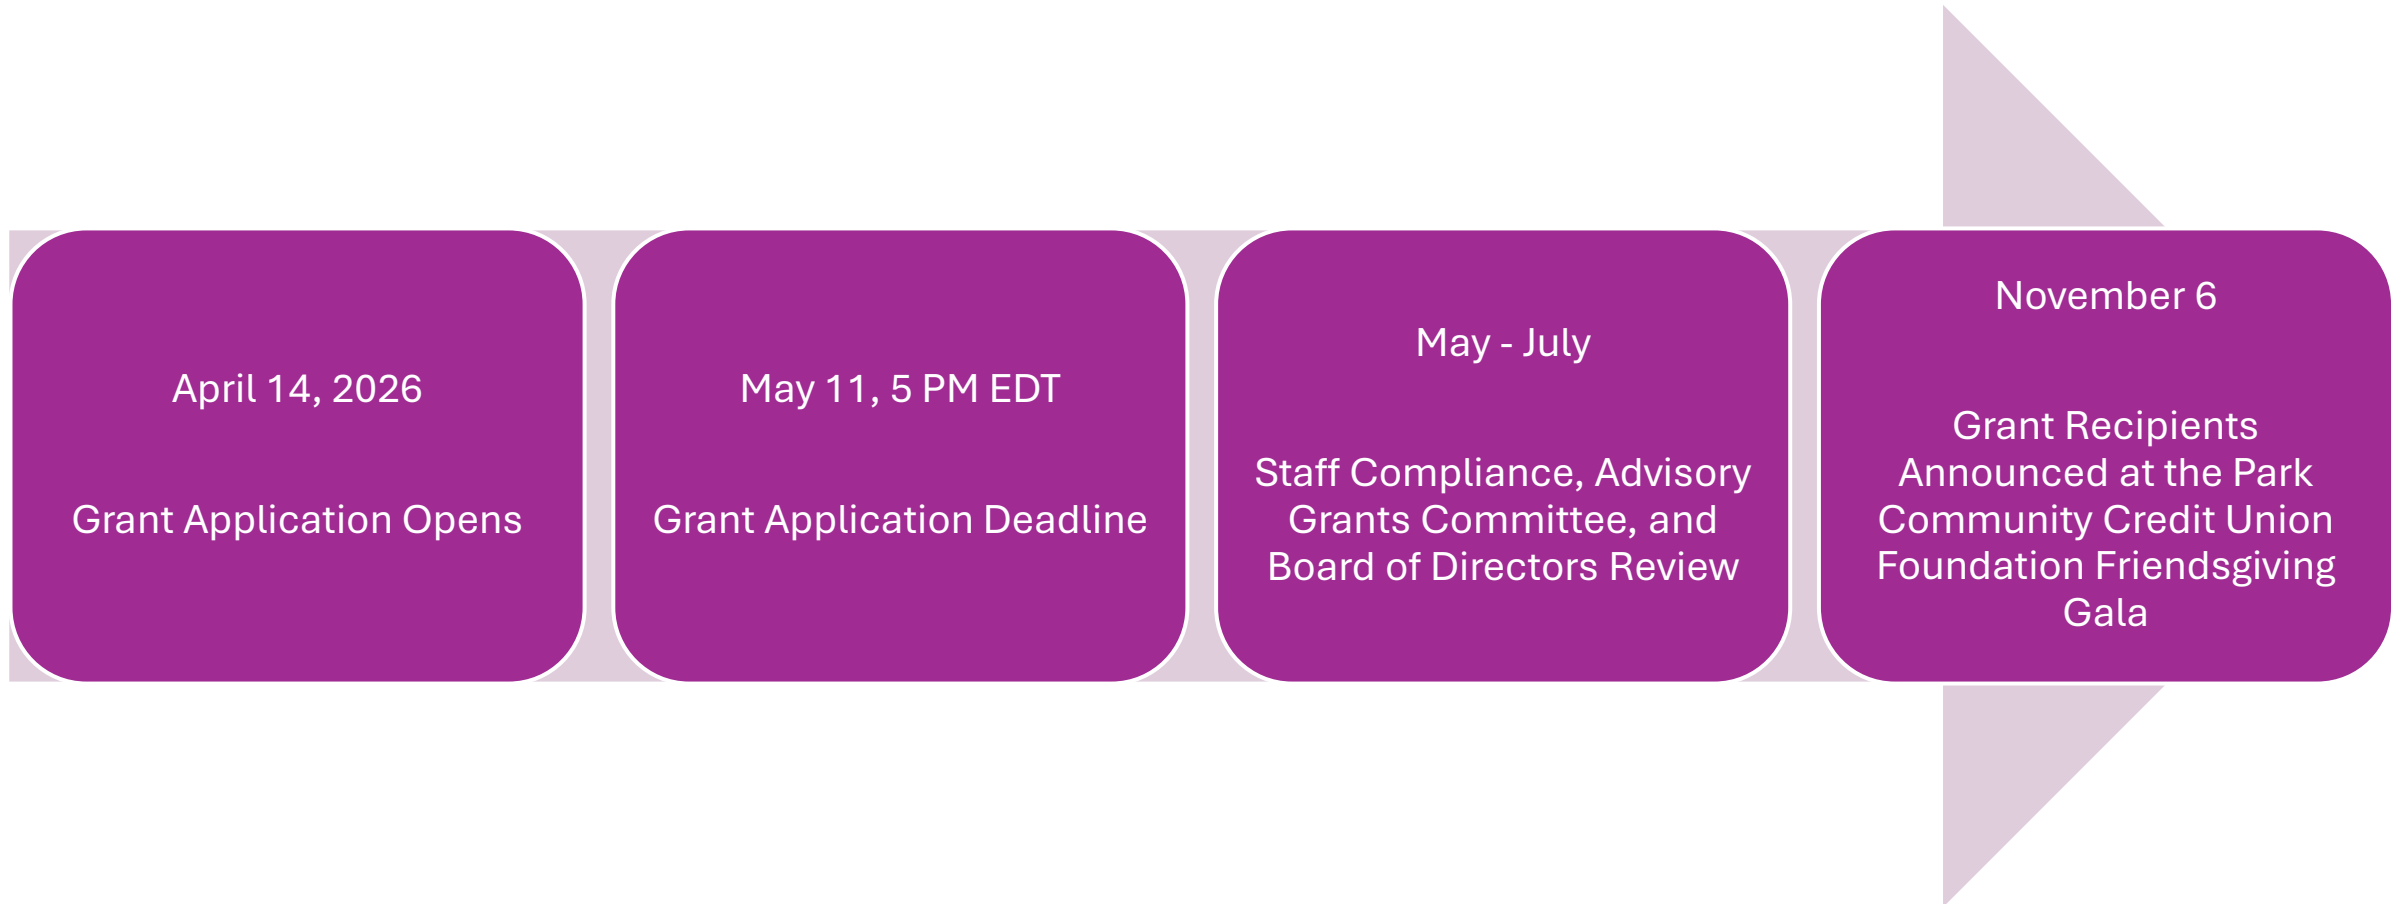 April 14, 2026
Grant Application Opens
May 11, 5 PM EDT
Grant Application Deadline
May - July
Staff Compliance, Advisory
Grants Committee, and
Board of Directors Review
November 6
Grant Recipients
Announced at the Park
Community Credit Union
Foundation Friendsgiving
Gala